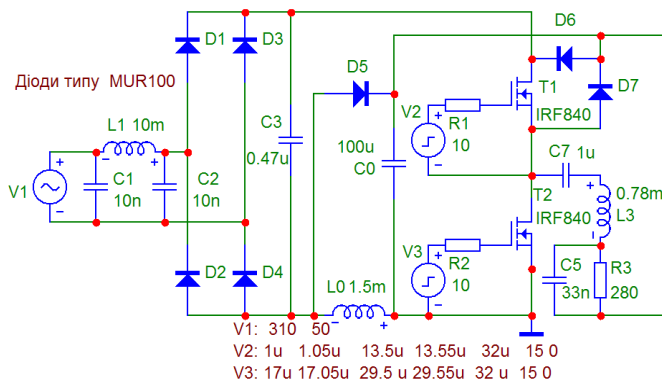 D1
D3
D6
Діоди типу MUR100
D5
T1
D7
V2
IRF840
L1 10m
C3
R1
100u
10
0.47u
C0
C7 1u
V1
C1
C2
T2
0.78m
10n
10n
IRF840
L3
V3
D2
D4
R2
C5
R3
L0 1.5m
10
33n
280
V1: 310 50
V2: 1u 1.05u 13.5u 13.55u 32u 15 0
V3: 17u 17.05u 29.5 u 29.55u 32 u 15 0